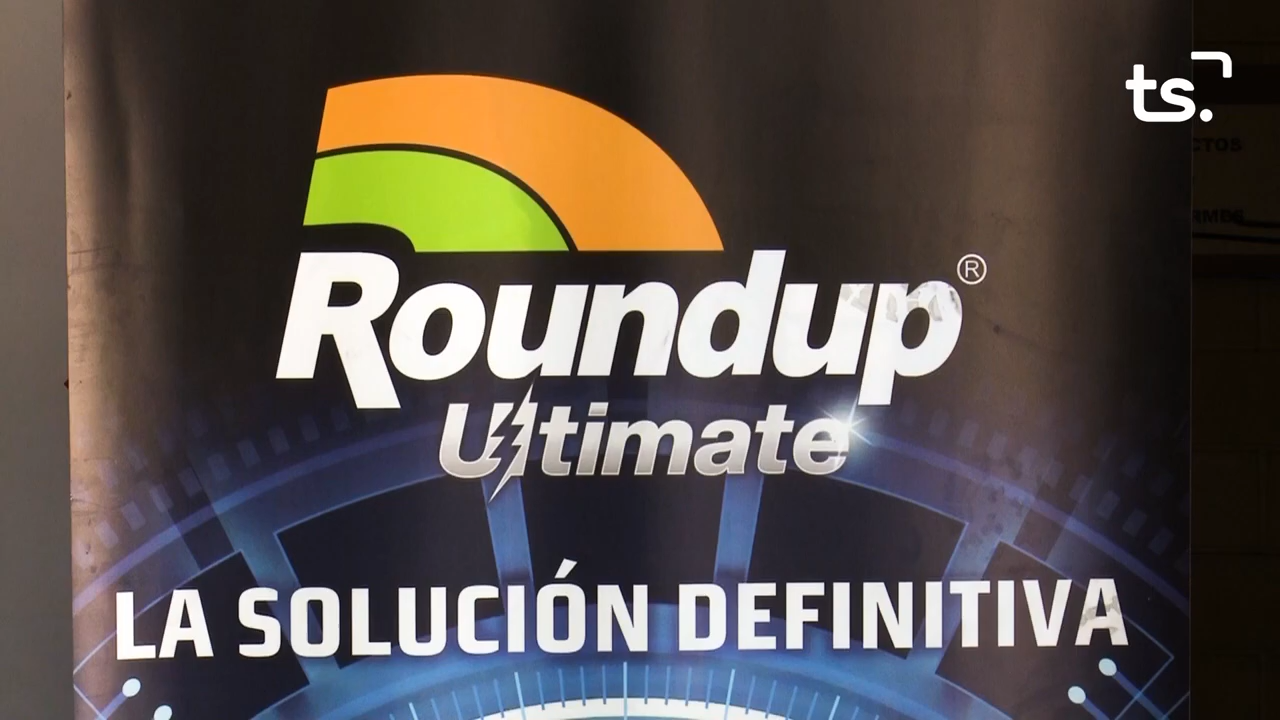 ts.
Roundup®
Ultimate
LA SOLUCIÓN DEFINITIVA